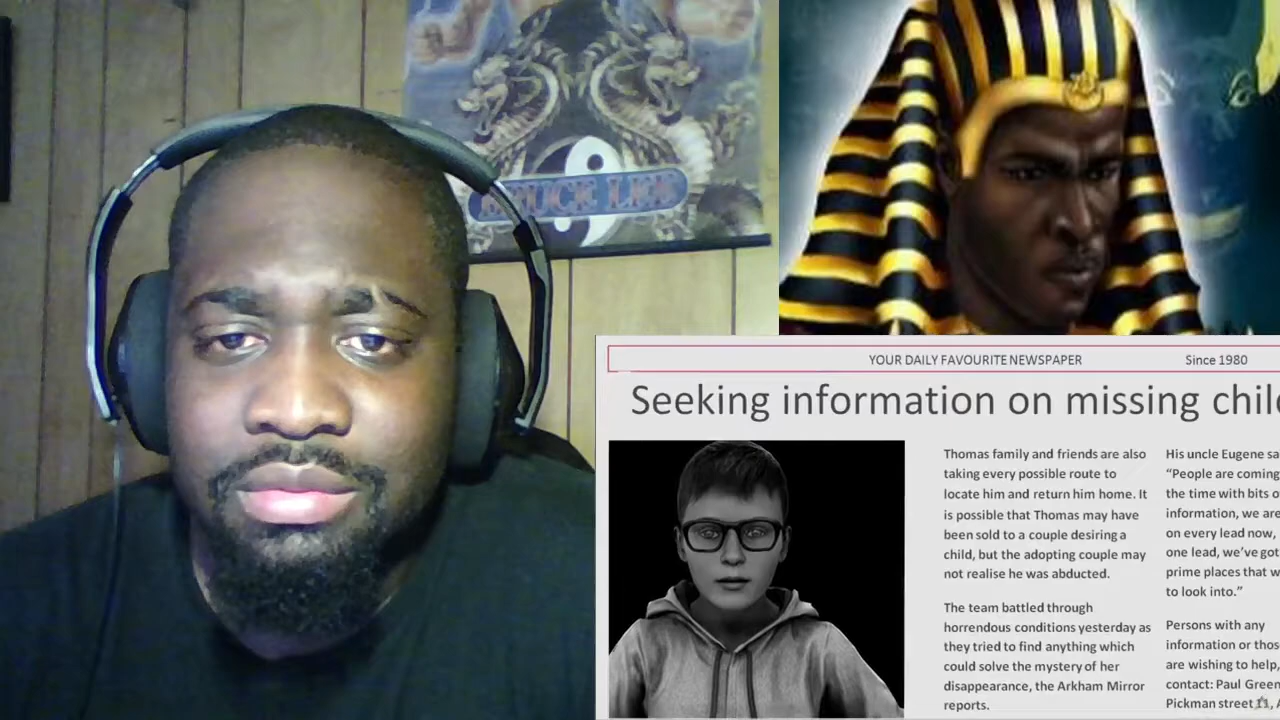 BRUCE LEE
YOUR DAILY FAVOURITE NEWSPAPER
Since 1980
Seeking information on missing
Thomas family and friends are also
taking every possible route to
locate him and return him home. It
is possible that Thomas may have
been sold to a couple desiring a
child, but the adopting couple may
not realise he was abducted.
The team battled through
horrendous conditions yesterday as
they tried to find anything which
could solve the mystery of her
disappearance, the Arkham Mirror
reports.
His uncle Eugene
“People are coming
the time with bits
information, we are
on every lead now,
one lead, we've got
prime places that
to look into.”
Persons with any
information or
are wishing to help,
contact: Paul
Pickman street 11,